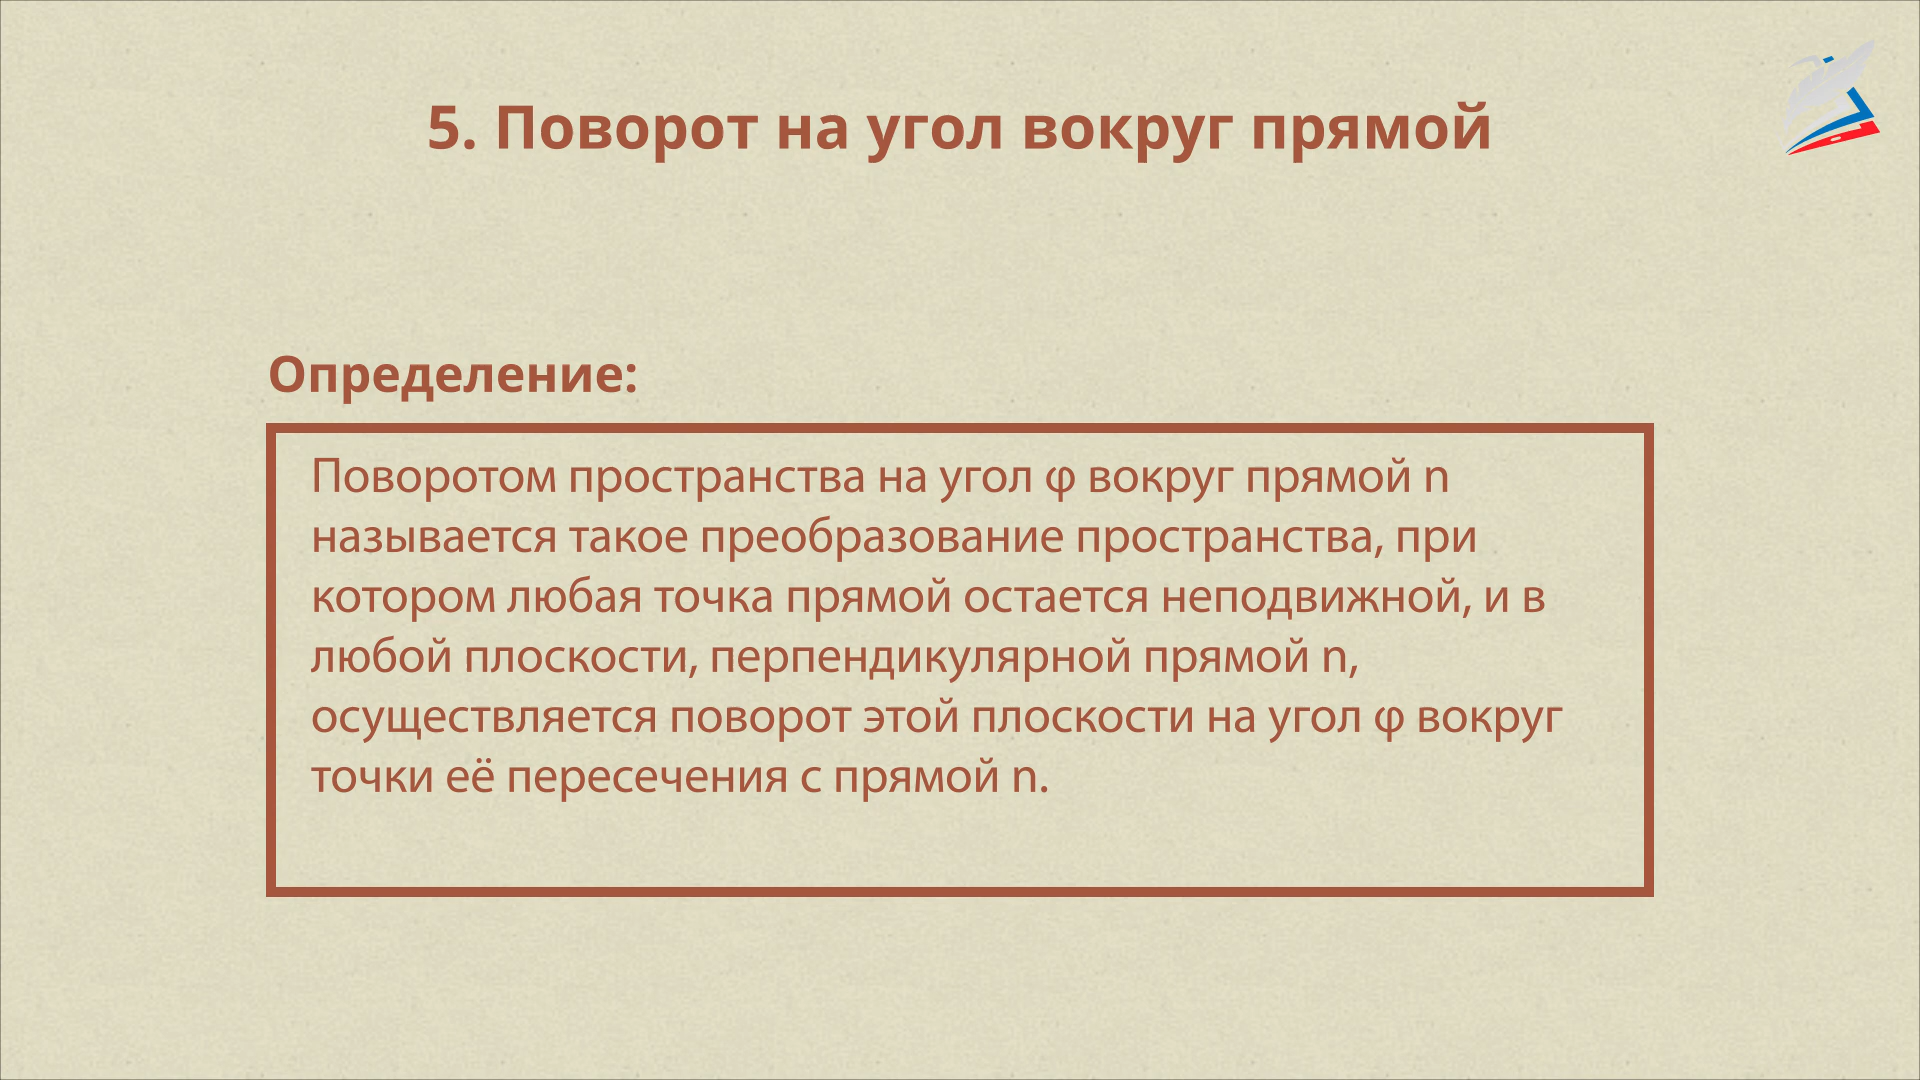 5. Поворот на угол вокруг прямой
Определение:
Поворотом пространства на угол φ вокруг прямой n
называется такое преобразование пространства, при
котором любая точка прямой остается неподвижной, и в
любой плоскости, перпендикулярной прямой n,
осуществляется поворот этой плоскости на угол φ вокруг
точки её пересечения с прямой n.